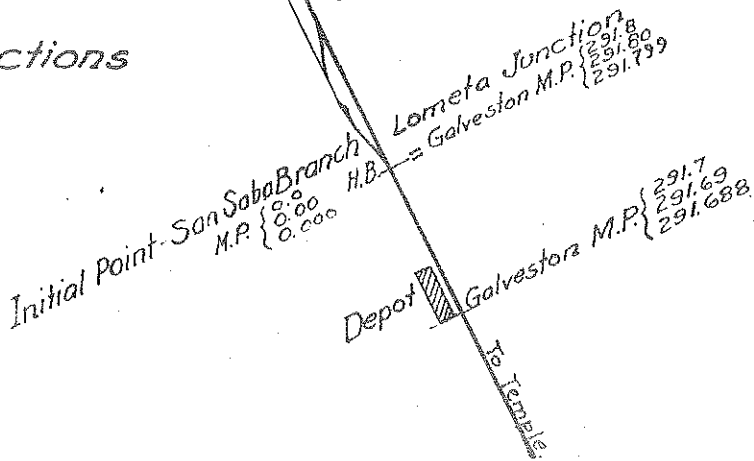 ctions
Lometa Junction
H.B. = Galveston M.P. { 291.8
291.80
291.799
Initial Point - San Saba Branch
M.P. { 0.0
0.00
0.000
Depot
Galveston M.P. { 291.7
291.69
291.688
To Temple.